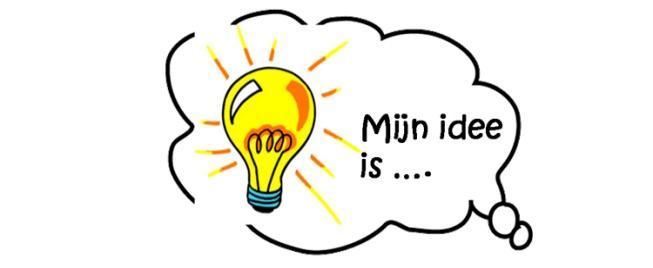 Mijn idee
is ....